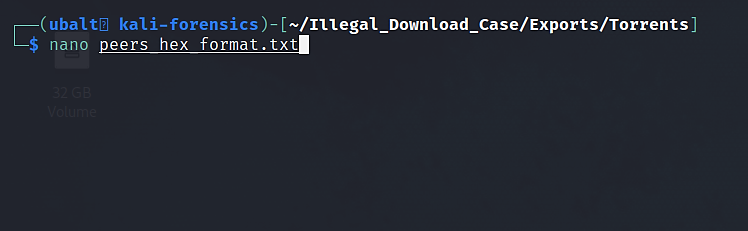 ┌──(ubalt㉿ kali-forensics)-[~/Illegal_Download_Case/Exports/Torrents]
└─$ nano peers_hex_format.txt
32 GB
Volume